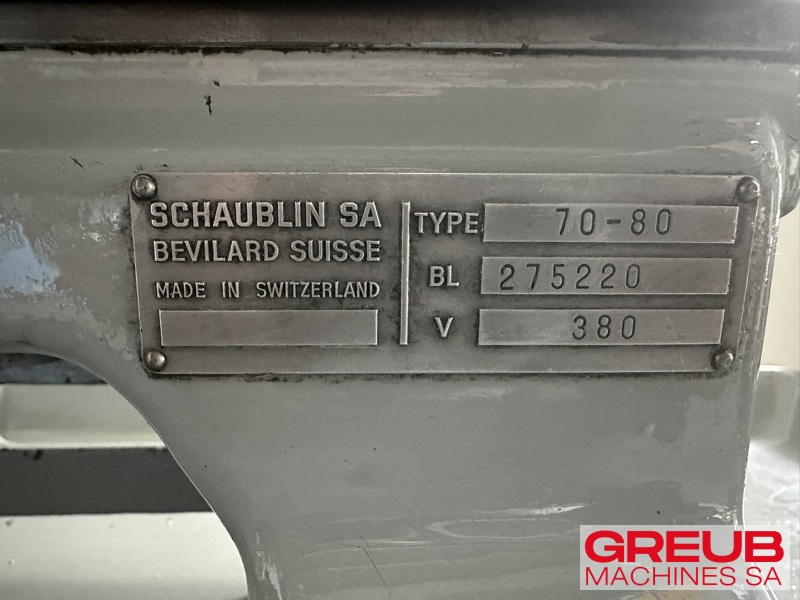 SCHAUBLIN SA
BEVILARD SUISSE
MADE IN SWITZERLAND
TYPE 70-80
BL 275220
V 380
GREUB
MACHINES SA